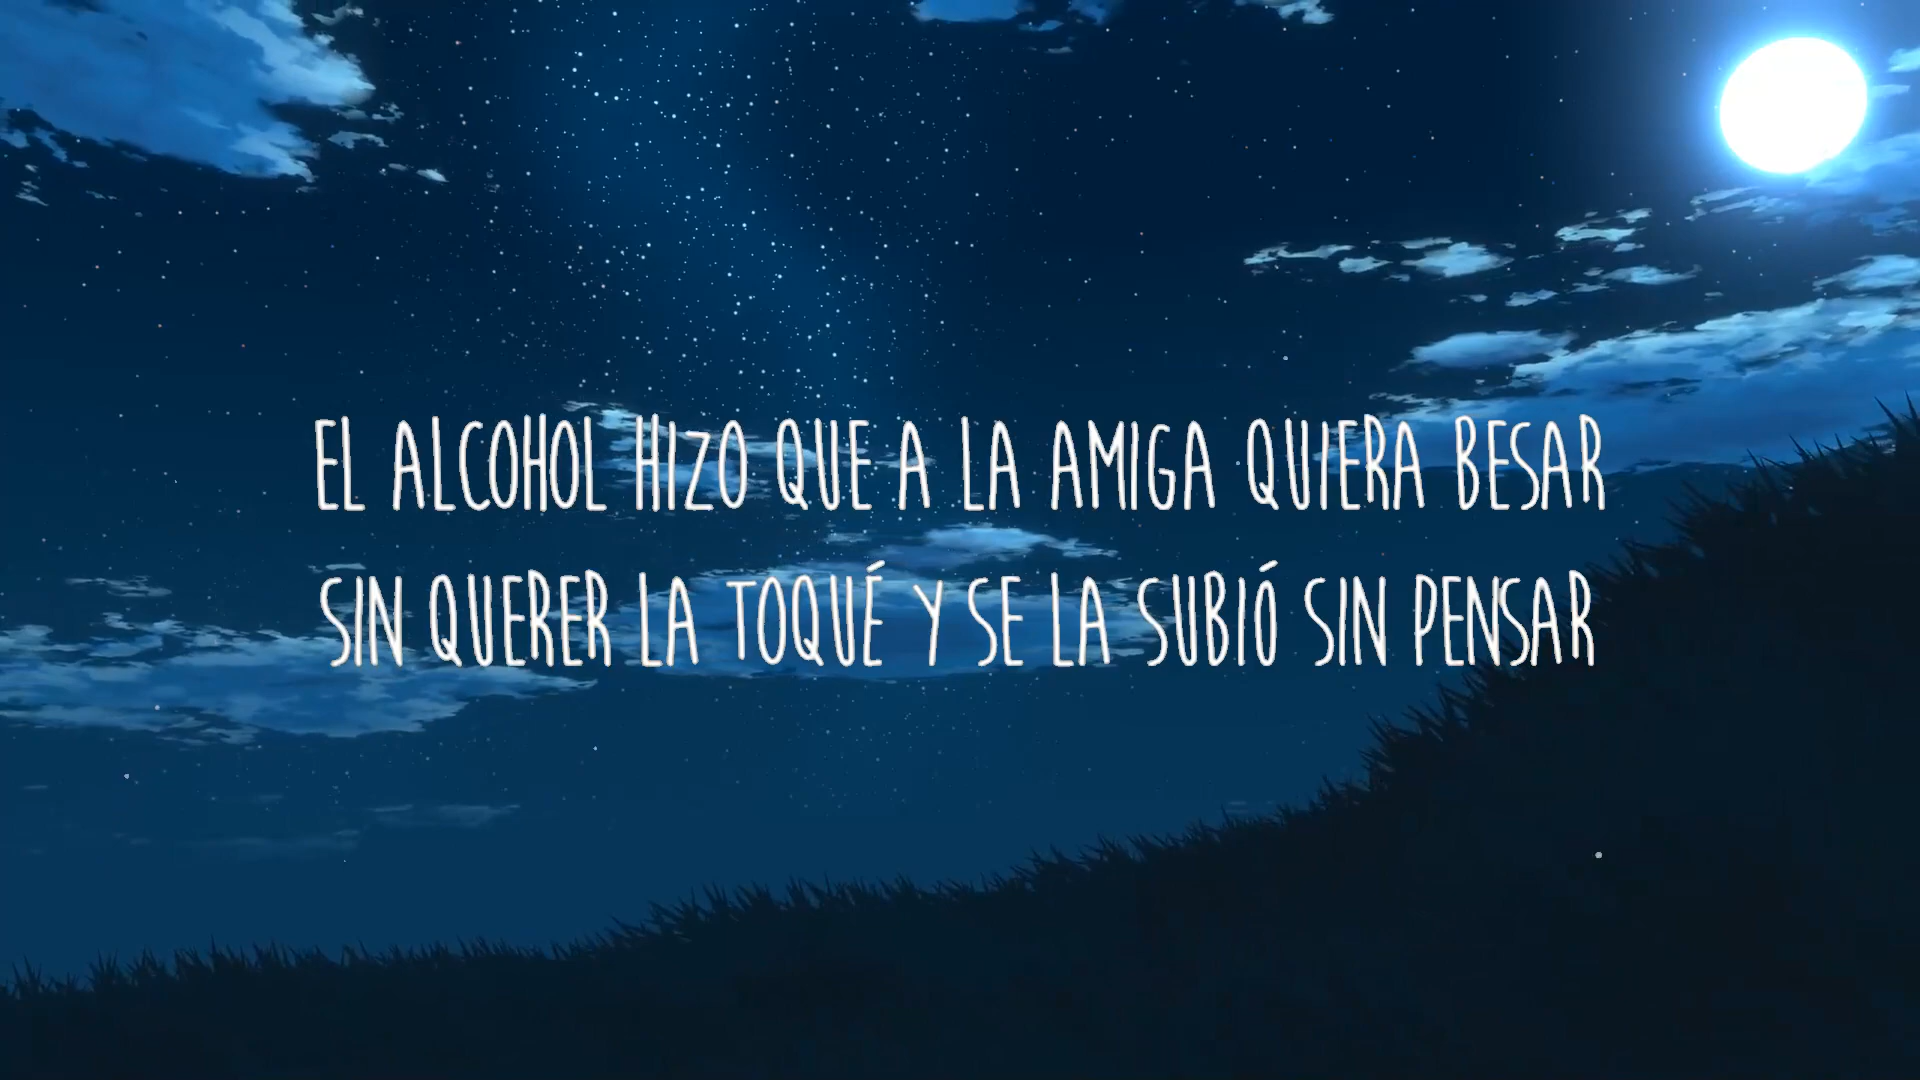 EL ALCOHOL HIZO QUE A LA AMIGA QUIERA BESAR
SIN QUERER LA TOQUÉ Y SE LA SUBIÓ SIN PENSAR